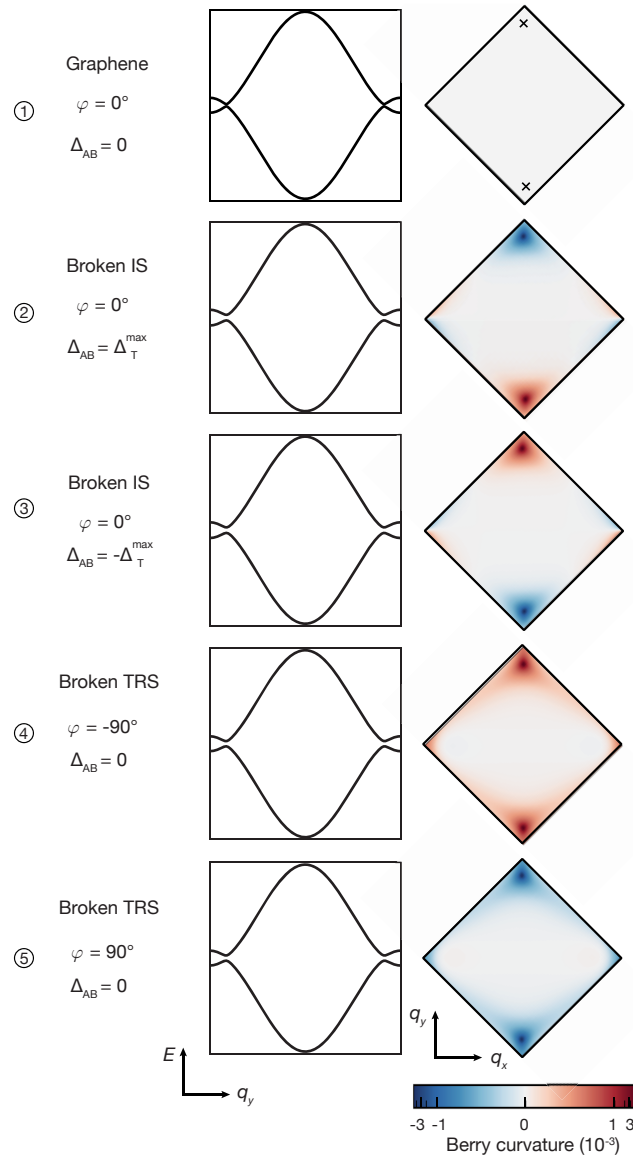 Graphene
① φ = 0°
Δ_AB = 0
Broken IS
② φ = 0°
Δ_AB = Δ_T^max
Broken IS
③ φ = 0°
Δ_AB = -Δ_T^max
Broken TRS
④ φ = -90°
Δ_AB = 0
Broken TRS
⑤ φ = 90°
Δ_AB = 0
E
q_y
q_y
q_x
-3 -1 0 1 3
Berry curvature (10⁻³)